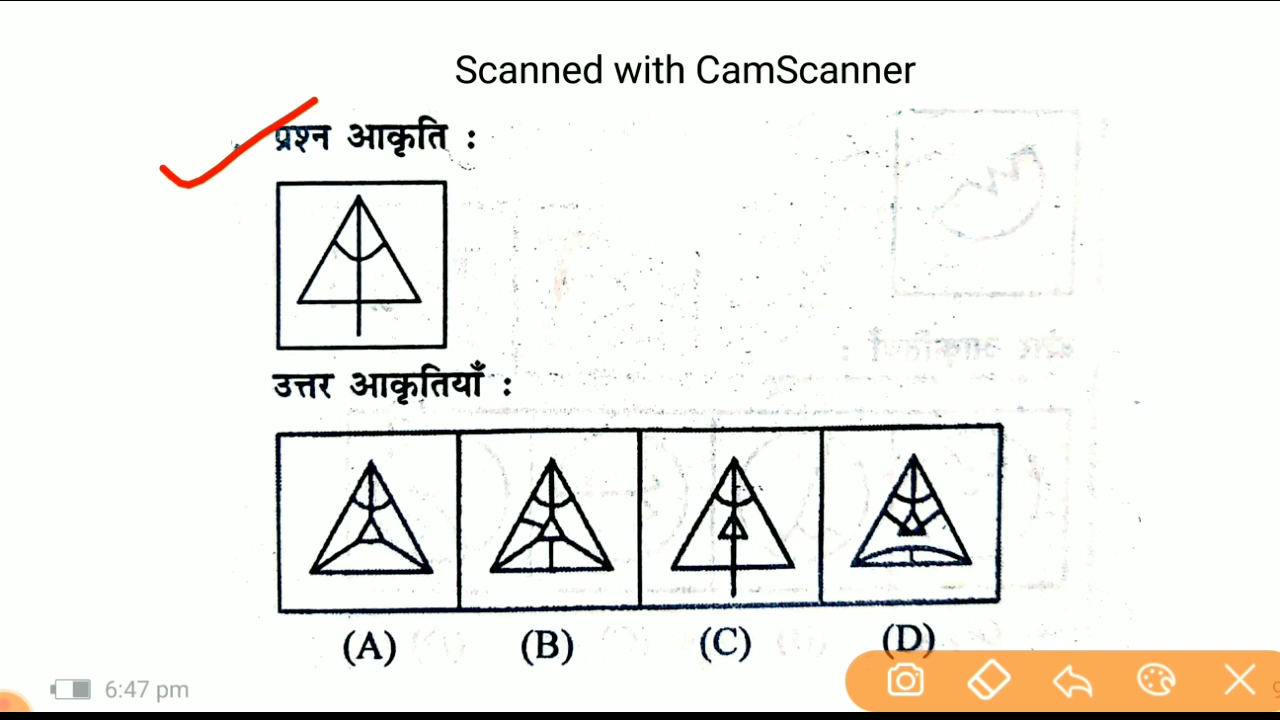 Scanned with CamScanner
प्रश्न आकृति :
उत्तर आकृतियाँ :
(A) (B) (C) (D)
6:47 pm